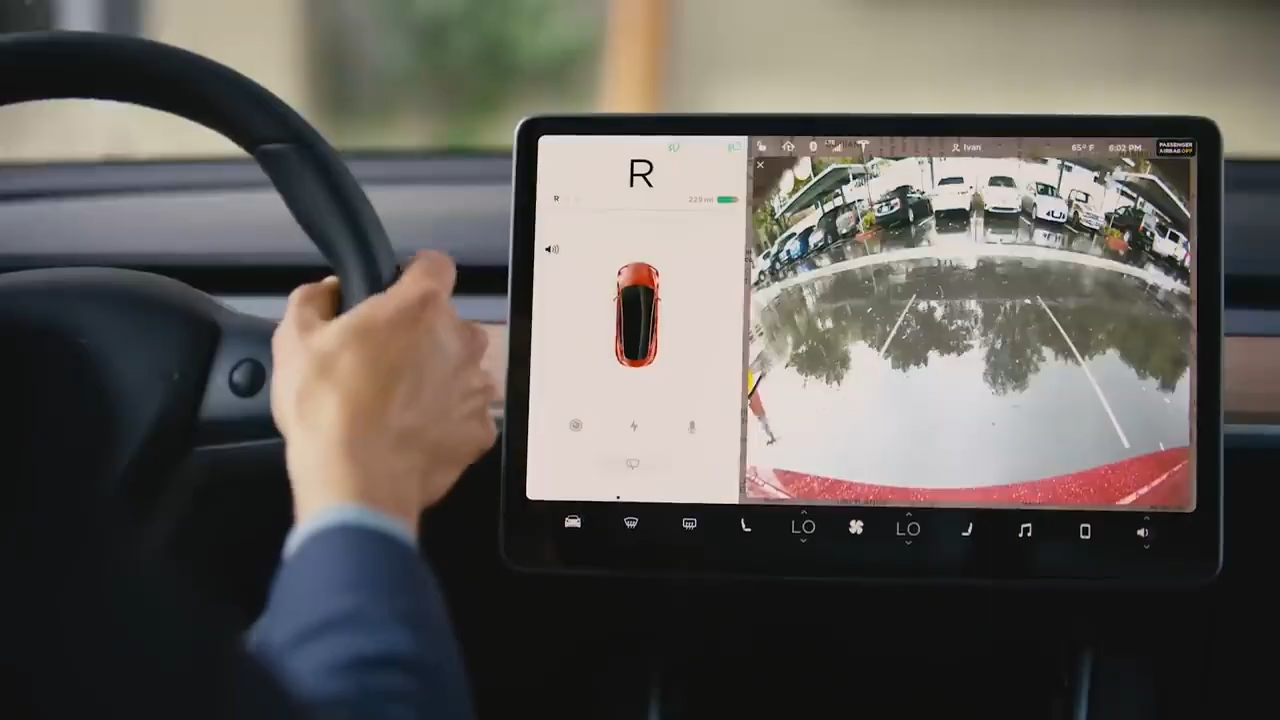 R
R
229 mi
Ivan
65° F
6:02 PM
PASSENGER
AIRBAG OFF
LO
LO